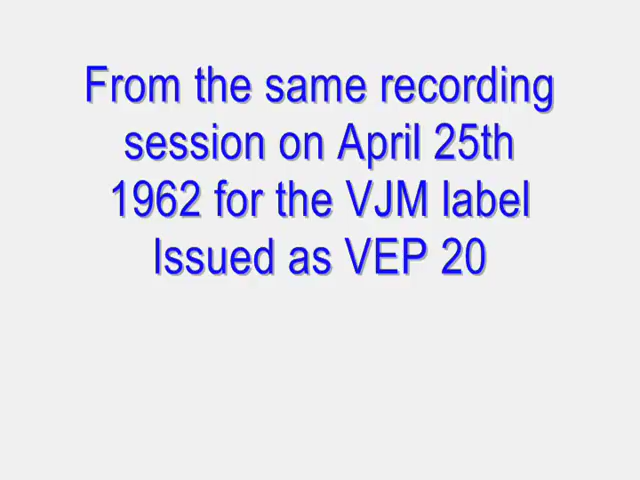 From the same recording
session on April 25th
1962 for the VJM label
Issued as VEP 20